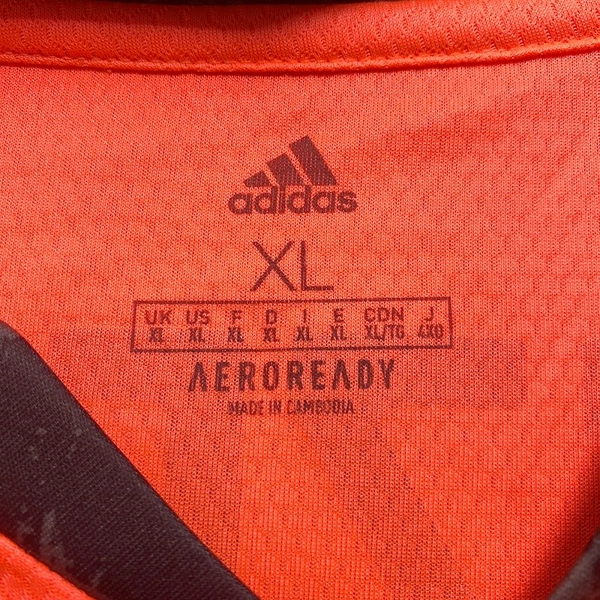 adidas
XL
UK US F D I E CDN J
XL XL XL XL XL XL XL/TG 4XO
AEROREADY
MADE IN CAMBODIA